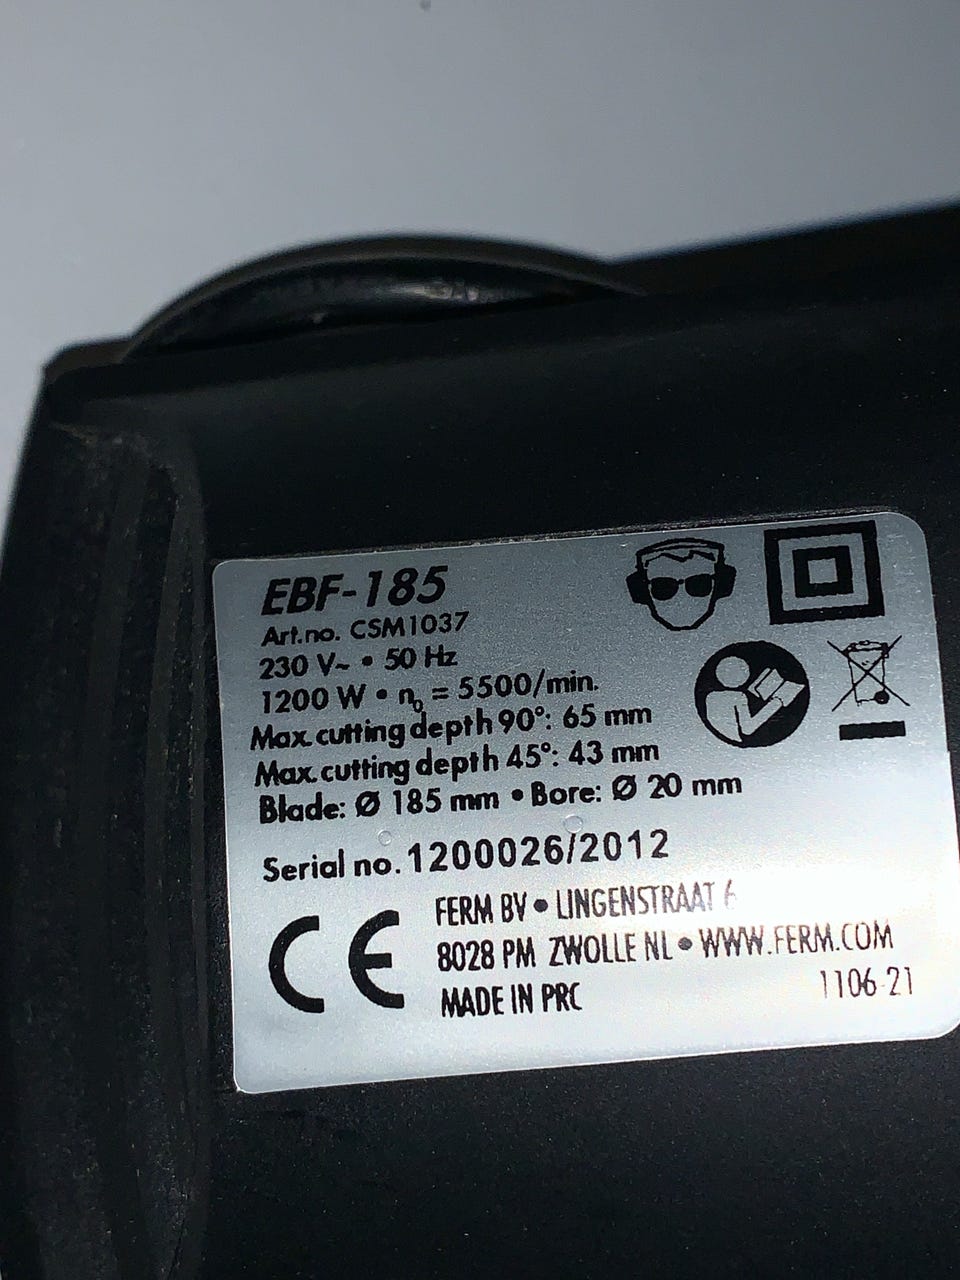 EBF-185
Art.no. CSM1037
230 V~ • 50 Hz
1200 W • n₀ = 5500/min.
Max. cutting depth 90°: 65 mm
Max. cutting depth 45°: 43 mm
Blade: Ø 185 mm • Bore: Ø 20 mm
Serial no. 1200026/2012
CE
FERM BV • LINGENSTRAAT 6
8028 PM ZWOLLE NL • WWW.FERM.COM
MADE IN PRC
1106-21